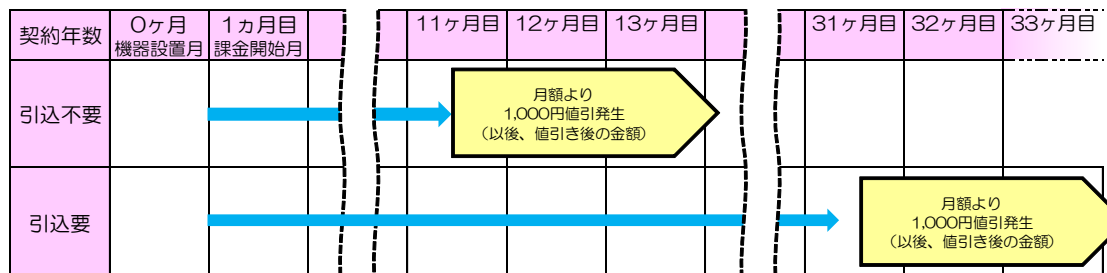 契約年数
0ヶ月
機器設置月
1ヵ月目
課金開始月
11ヶ月目
12ヶ月目
13ヶ月目
31ヶ月目
32ヶ月目
33ヶ月目
引込不要
月額より
1,000円値引発生
(以後、値引き後の金額)
引込要
月額より
1,000円値引発生
(以後、値引き後の金額)